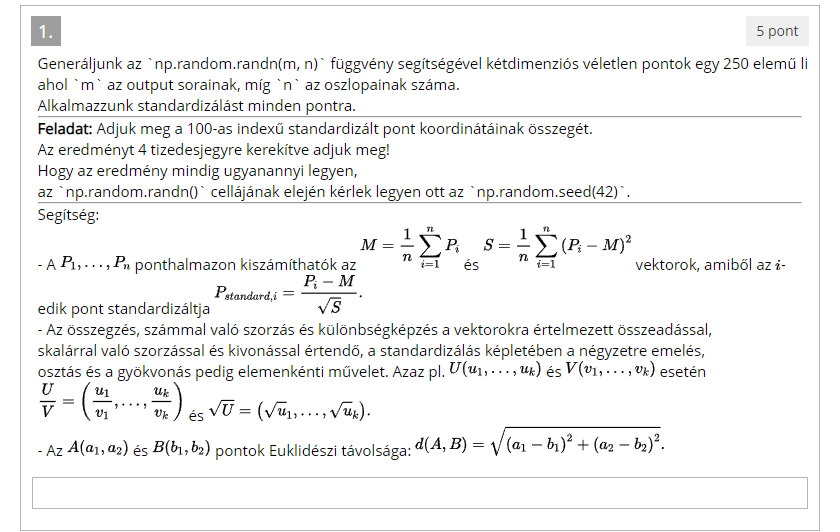 1.
5 pont
Generáljunk az `np.random.randn(m, n)` függvény segítségével kétdimenziós véletlen pontok egy 250 elemű li
ahol `m` az output sorainak, míg `n` az oszlopainak száma.
Alkalmazzunk standardizálást minden pontra.
Feladat: Adjuk meg a 100-as indexű standardizált pont koordinátáinak összegét.
Az eredményt 4 tizedesjegyre kerekítve adjuk meg!
Hogy az eredmény mindig ugyanannyi legyen,
az `np.random.randn()` cellájának elején kérlek legyen ott az `np.random.seed(42)`.
Segítség:
- A $P_1, \ldots, P_n$ ponthalmazon kiszámíthatók az $M = \frac{1}{n}\sum_{i=1}^{n} P_i$ és $S = \frac{1}{n}\sum_{i=1}^{n} (P_i - M)^2$ vektorok, amiből az $i$-
edik pont standardizáltja $P_{standard,i} = \frac{P_i - M}{\sqrt{S}}$.
- Az összegzés, számmal való szorzás és különbségképzés a vektorokra értelmezett összeadással,
skalárral való szorzással és kivonással értendő, a standardizálás képletében a négyzetre emelés,
osztás és a gyökvonás pedig elemenkénti művelet. Azaz pl. $U(u_1, \ldots, u_k)$ és $V(v_1, \ldots, v_k)$ esetén
$\frac{U}{V} = \left(\frac{u_1}{v_1}, \ldots, \frac{u_k}{v_k}\right)$ és $\sqrt{U} = (\sqrt{u}_1, \ldots, \sqrt{u}_k)$.
- Az $A(a_1, a_2)$ és $B(b_1, b_2)$ pontok Euklidészi távolsága: $d(A, B) = \sqrt{(a_1 - b_1)^2 + (a_2 - b_2)^2}$.